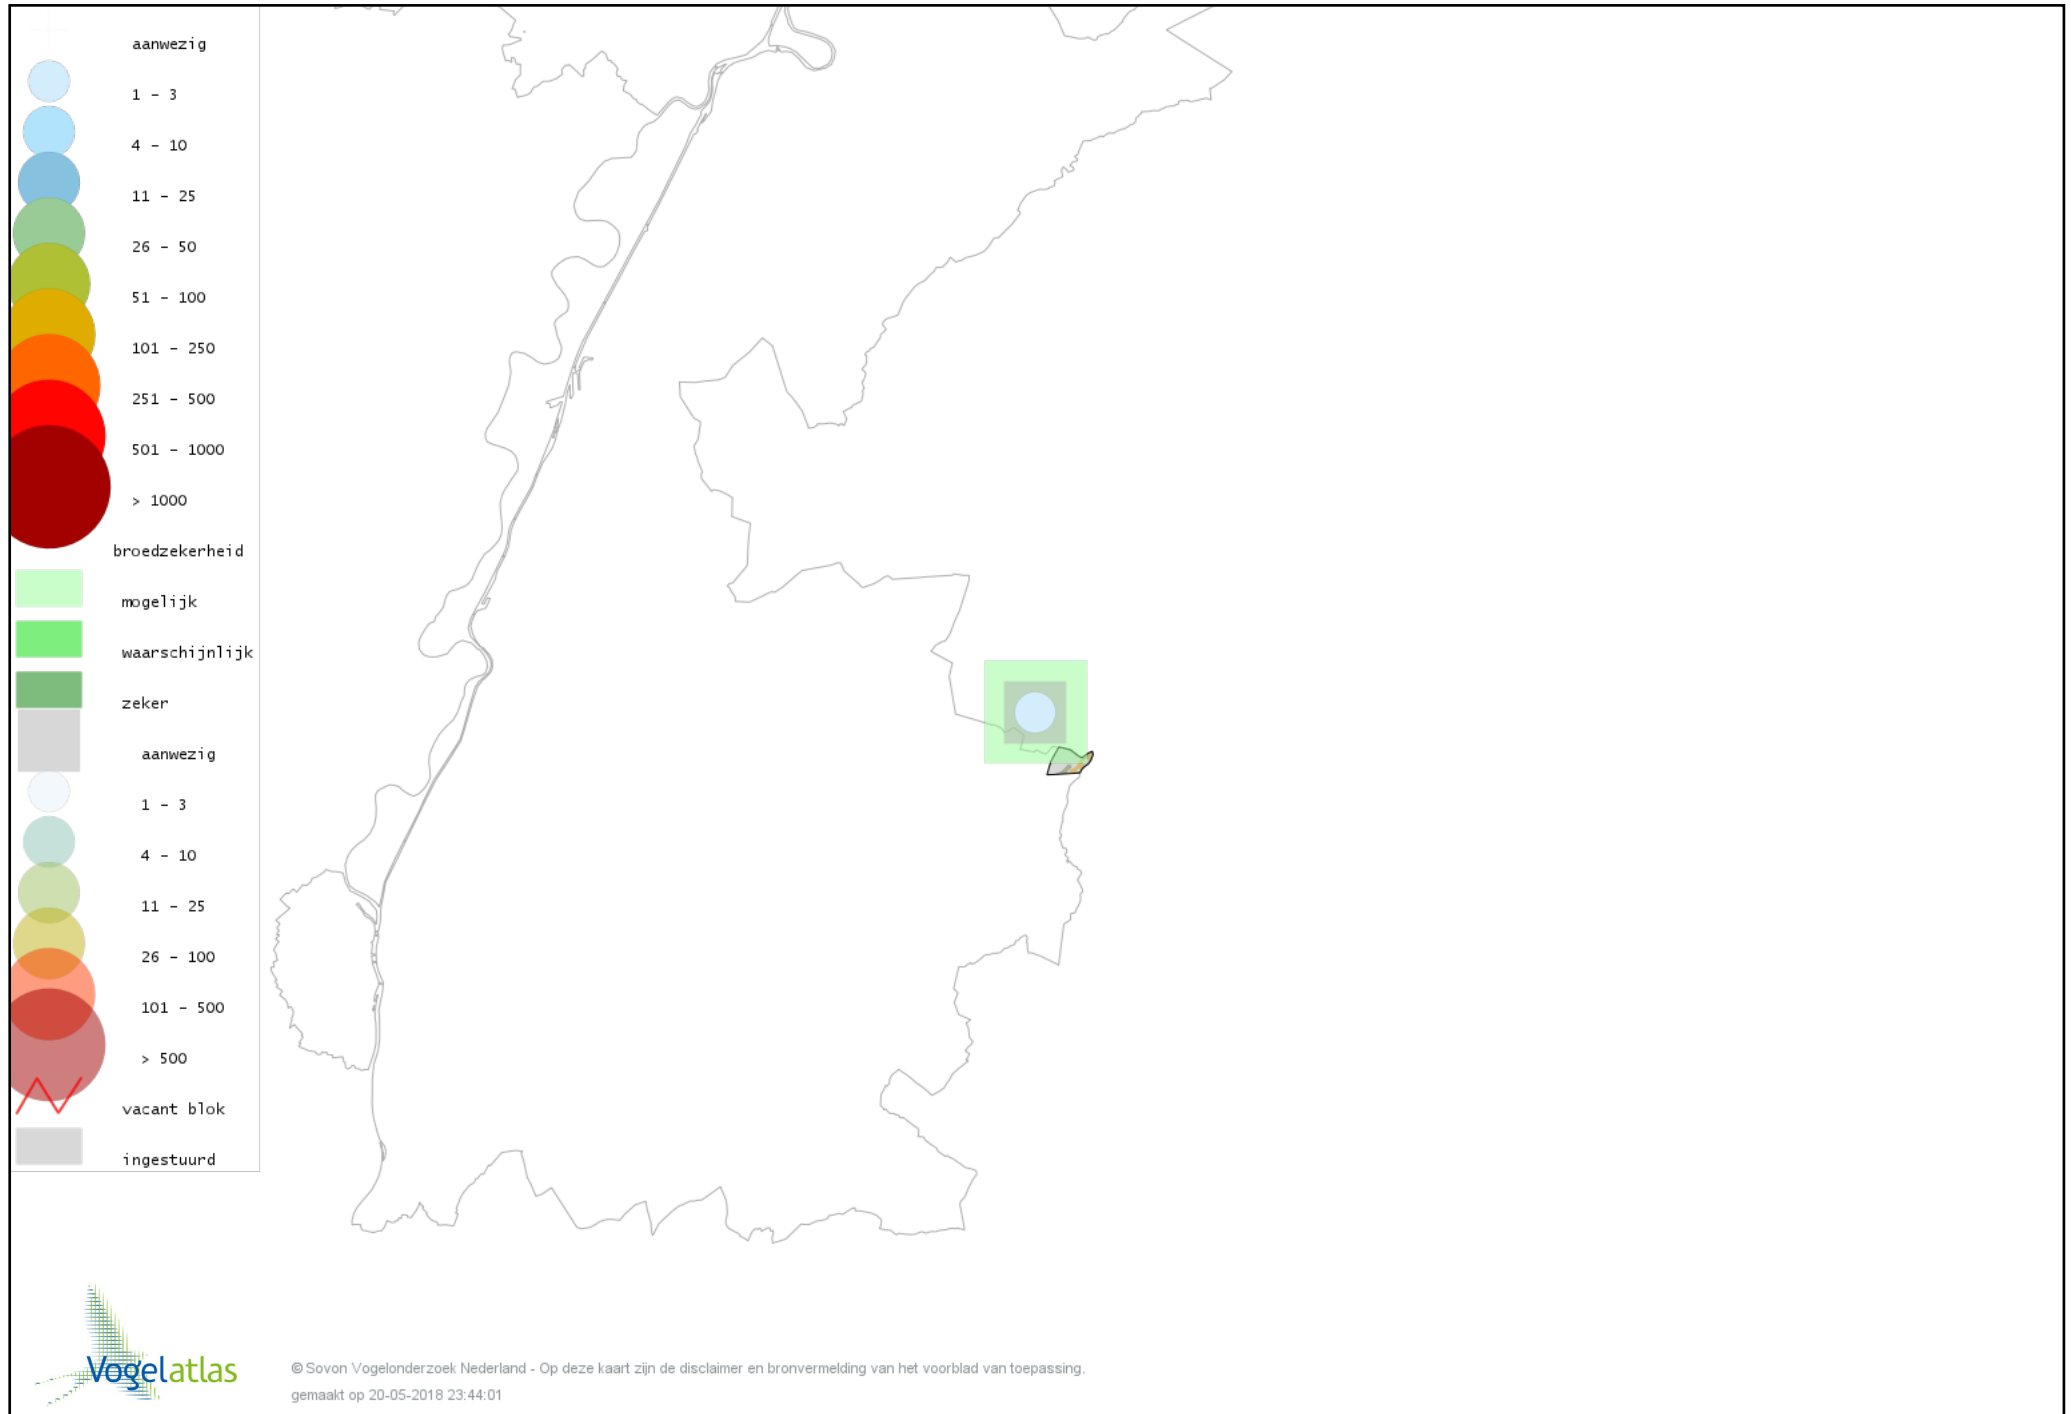 aanwezig
1 - 3
4 - 10
11 - 25
26 - 50
51 - 100
101 - 250
251 - 500
501 - 1000
> 1000
broedzekerheid
mogelijk
waarschijnlijk
zeker
aanwezig
1 - 3
4 - 10
11 - 25
26 - 100
101 - 500
> 500
vacant blok
ingestuurd
Vogelatlas
© Sovon Vogelonderzoek Nederland - Op deze kaart zijn de disclaimer en bronvermelding van het voorblad van toepassing.
gemaakt op 20-05-2018 23:44:01